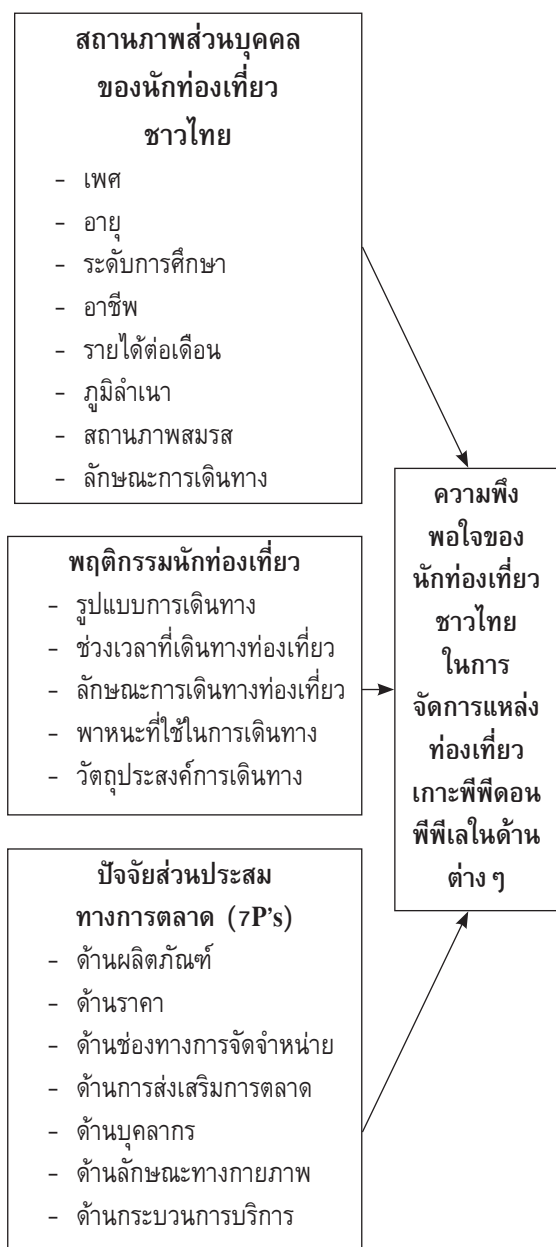 สถานภาพส่วนบุคคล
ของนักท่องเที่ยว
ชาวไทย
- เพศ
- อายุ
- ระดับการศึกษา
- อาชีพ
- รายได้ต่อเดือน
- ภูมิลำเนา
- สถานภาพสมรส
- ลักษณะการเดินทาง
พฤติกรรมนักท่องเที่ยว
- รูปแบบการเดินทาง
- ช่วงเวลาที่เดินทางท่องเที่ยว
- ลักษณะการเดินทางท่องเที่ยว
- พาหนะที่ใช้ในการเดินทาง
- วัตถุประสงค์การเดินทาง
ปัจจัยส่วนประสม
ทางการตลาด (7P's)
- ด้านผลิตภัณฑ์
- ด้านราคา
- ด้านช่องทางการจัดจำหน่าย
- ด้านการส่งเสริมการตลาด
- ด้านบุคลากร
- ด้านลักษณะทางกายภาพ
- ด้านกระบวนการบริการ
ความพึง
พอใจของ
นักท่องเที่ยว
ชาวไทย
ในการ
จัดการแหล่ง
ท่องเที่ยว
เกาะพีพีดอน
พีพีเลในด้าน
ต่าง ๆ